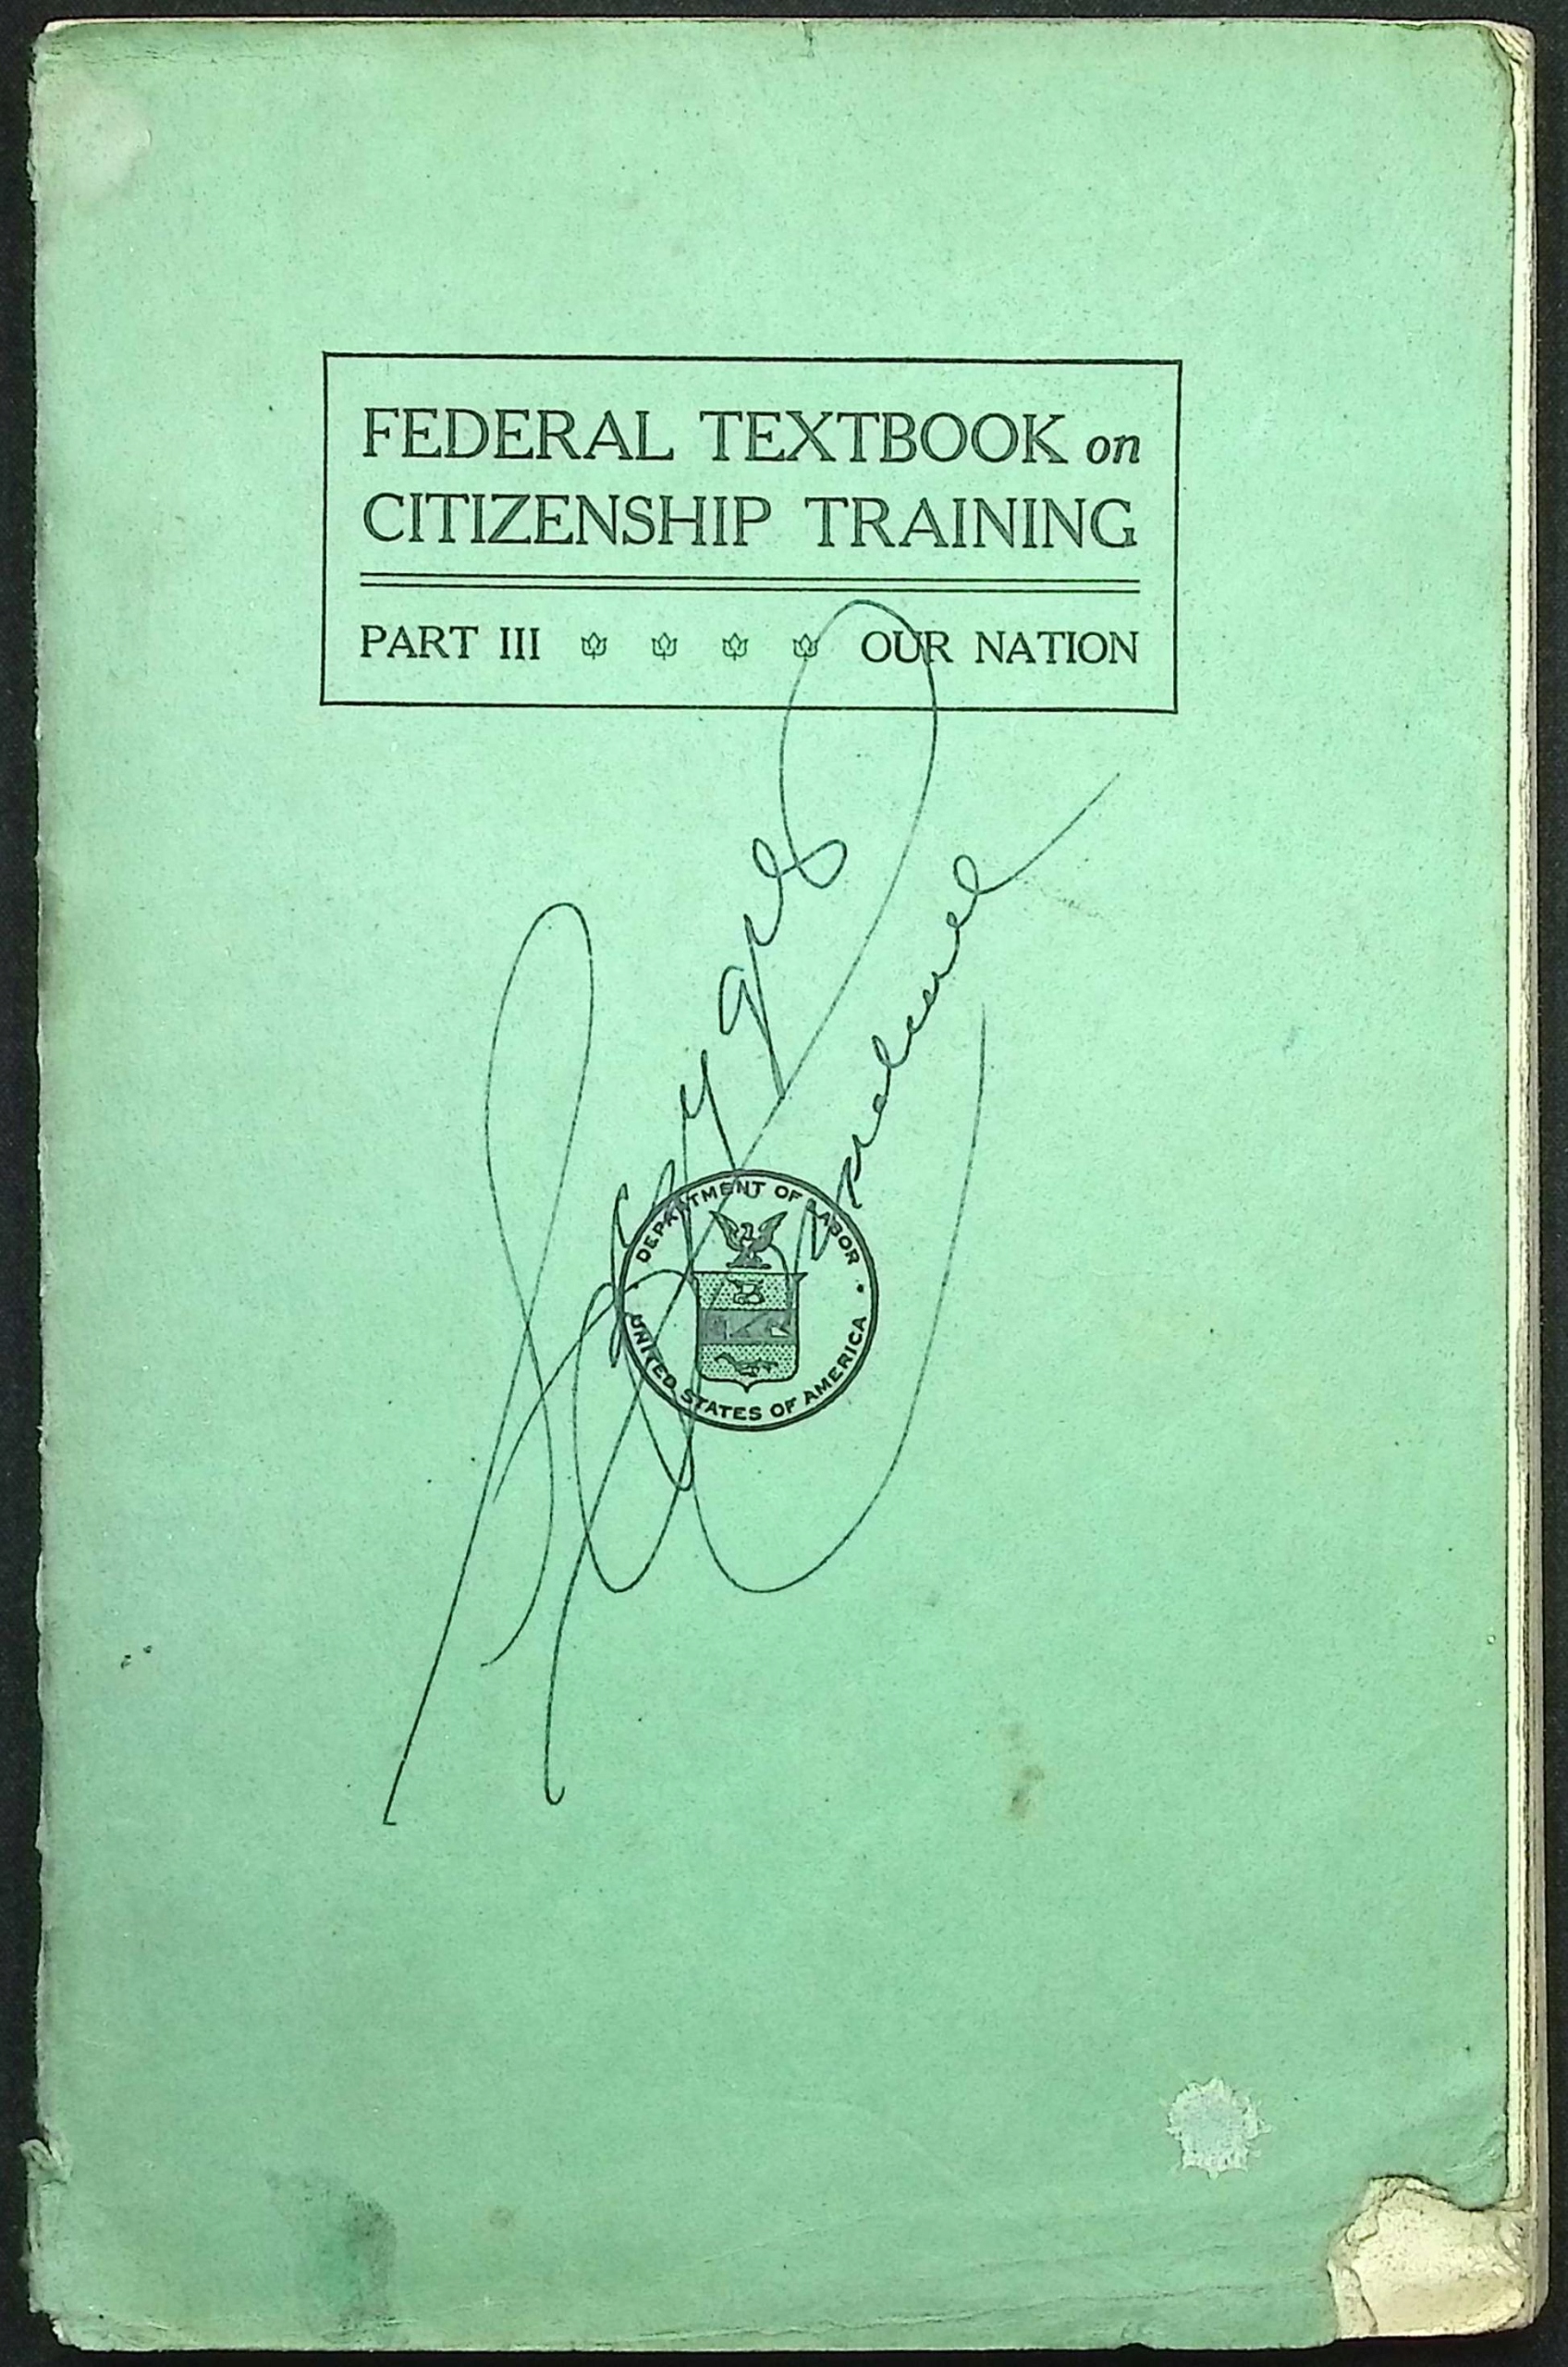 FEDERAL TEXTBOOK on
CITIZENSHIP TRAINING
PART III OUR NATION
DEPARTMENT OF LABOR
UNITED STATES OF AMERICA